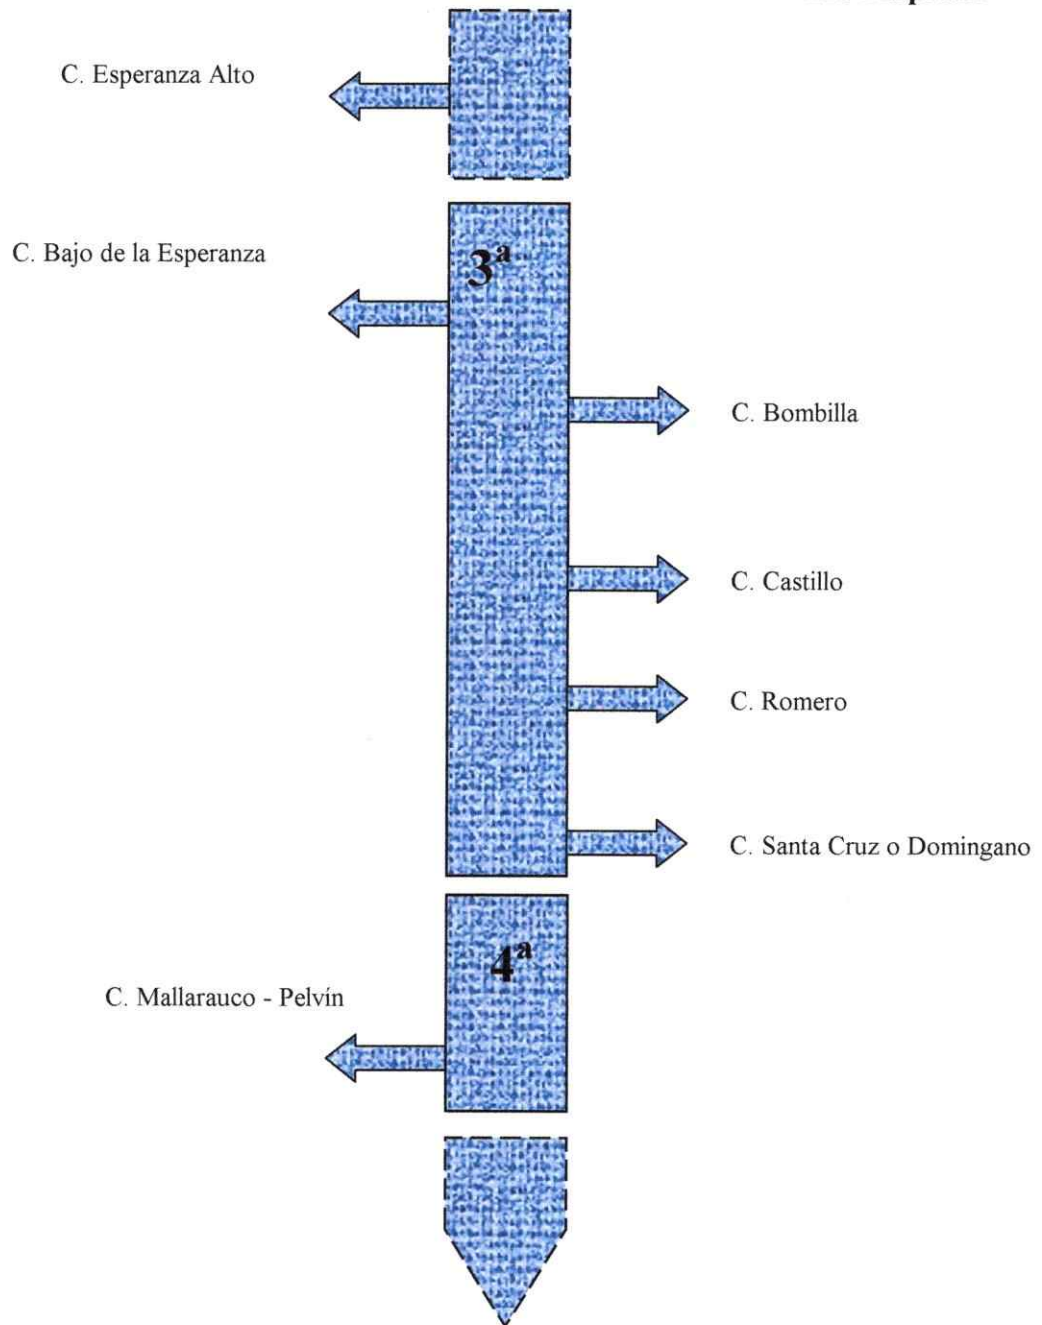 C. Esperanza Alto
C. Bajo de la Esperanza
3ª
C. Bombilla
C. Castillo
C. Romero
C. Santa Cruz o Domingano
4ª
C. Mallarauco - Pelvín